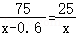 75/(x-0.6) = 25/x